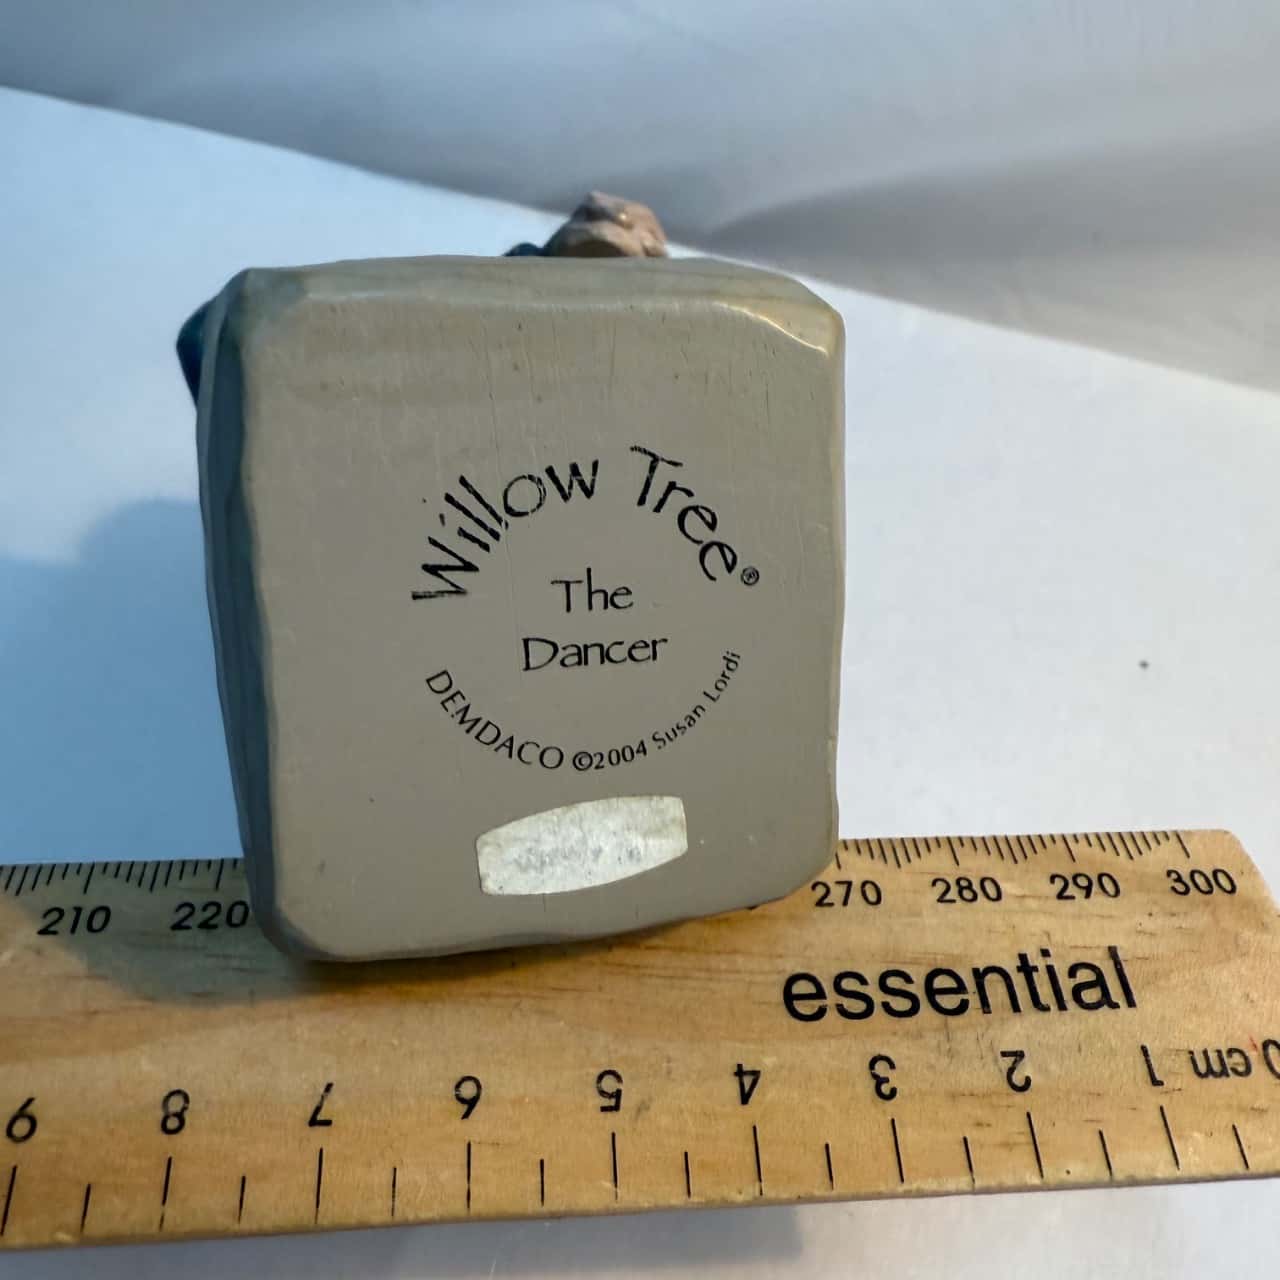 Willow Tree®
The
Dancer
DEMDACO ©2004 Susan Lordi
210 220 270 280 290 300
essential
9 8 7 6 5 4 3 2 1 0 cm